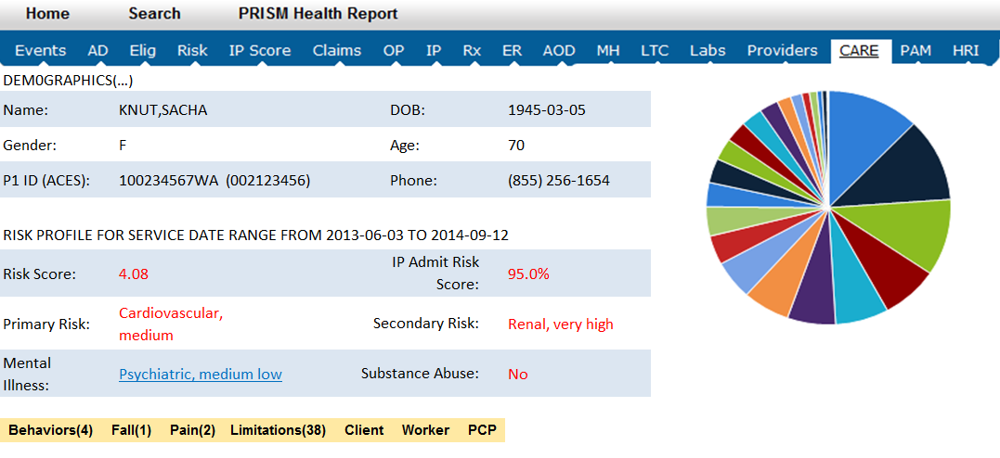 Home Search PRISM Health Report
Events AD Elig Risk IP Score Claims OP IP Rx ER AOD MH LTC Labs Providers CARE PAM HRI
DEM0GRAPHICS(...)
Name: KNUT,SACHA DOB: 1945-03-05
Gender: F Age: 70
P1 ID (ACES): 100234567WA (002123456) Phone: (855) 256-1654
RISK PROFILE FOR SERVICE DATE RANGE FROM 2013-06-03 TO 2014-09-12
Risk Score: 4.08 IP Admit Risk Score: 95.0%
Primary Risk: Cardiovascular, medium Secondary Risk: Renal, very high
Mental Illness: Psychiatric, medium low Substance Abuse: No
Behaviors(4) Fall(1) Pain(2) Limitations(38) Client Worker PCP